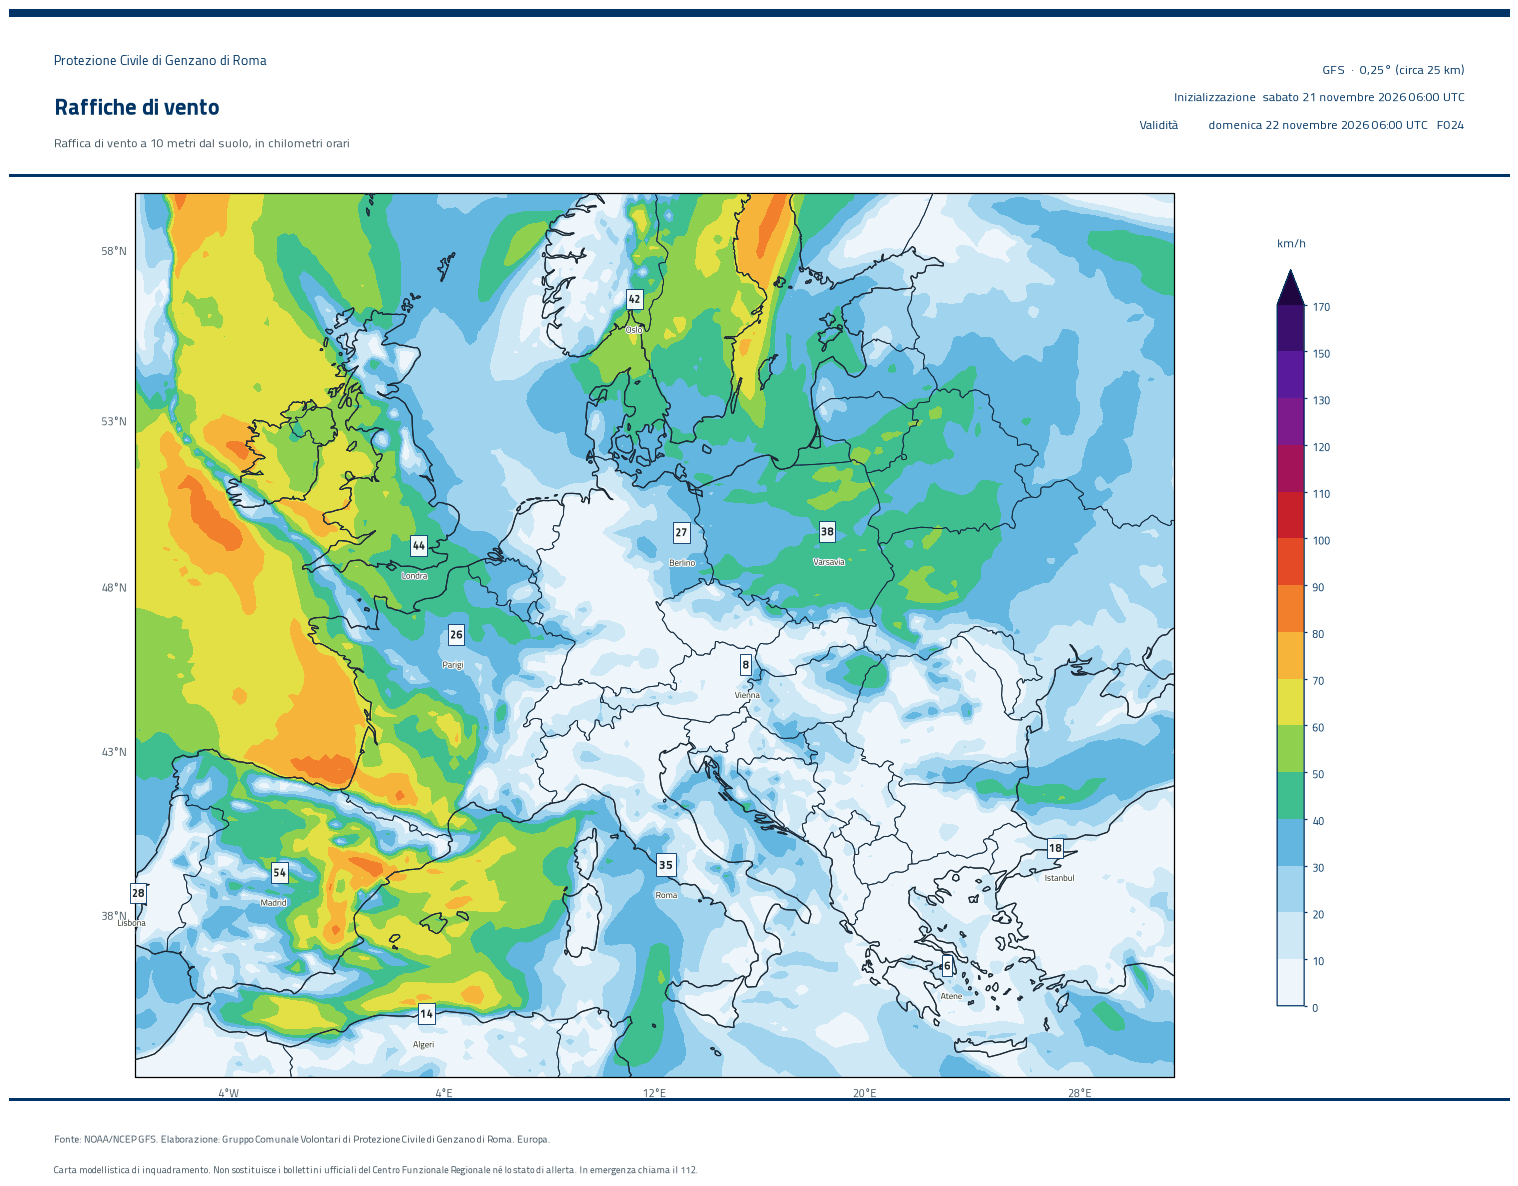 Protezione Civile di Genzano di Roma
Raffiche di vento
Raffica di vento a 10 metri dal suolo, in chilometri orari
GFS · 0,25° (circa 25 km)
Inizializzazione sabato 21 novembre 2026 06:00 UTC
Validità domenica 22 novembre 2026 06:00 UTC F024
58°N
53°N
48°N
43°N
38°N
4°W
4°E
12°E
20°E
28°E
42
Oslo
44
Londra
27
Berlino
38
Varsavia
26
Parigi
8
Vienna
54
Madrid
28
Lisbona
35
Roma
18
Istanbul
6
Atene
14
Algeri
km/h
170
150
130
120
110
100
90
80
70
60
50
40
30
20
10
0
Fonte: NOAA/NCEP GFS. Elaborazione: Gruppo Comunale Volontari di Protezione Civile di Genzano di Roma. Europa.
Carta modellistica di inquadramento. Non sostituisce i bollettini ufficiali del Centro Funzionale Regionale né lo stato di allerta. In emergenza chiama il 112.